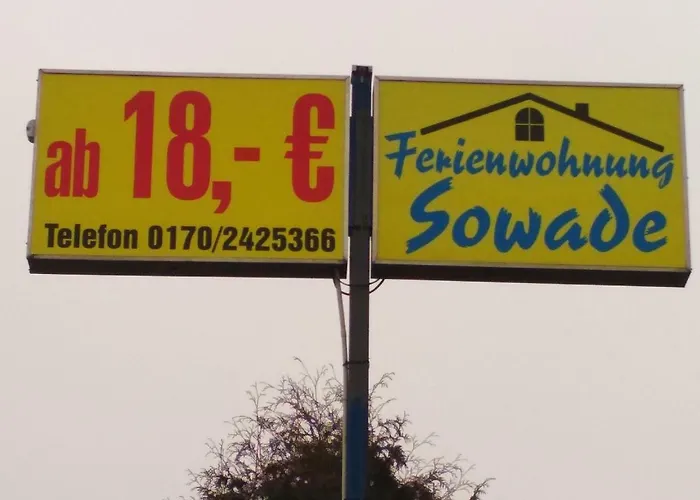 ab 18,- €
Telefon 0170/2425366
Ferienwohnung
Sowade